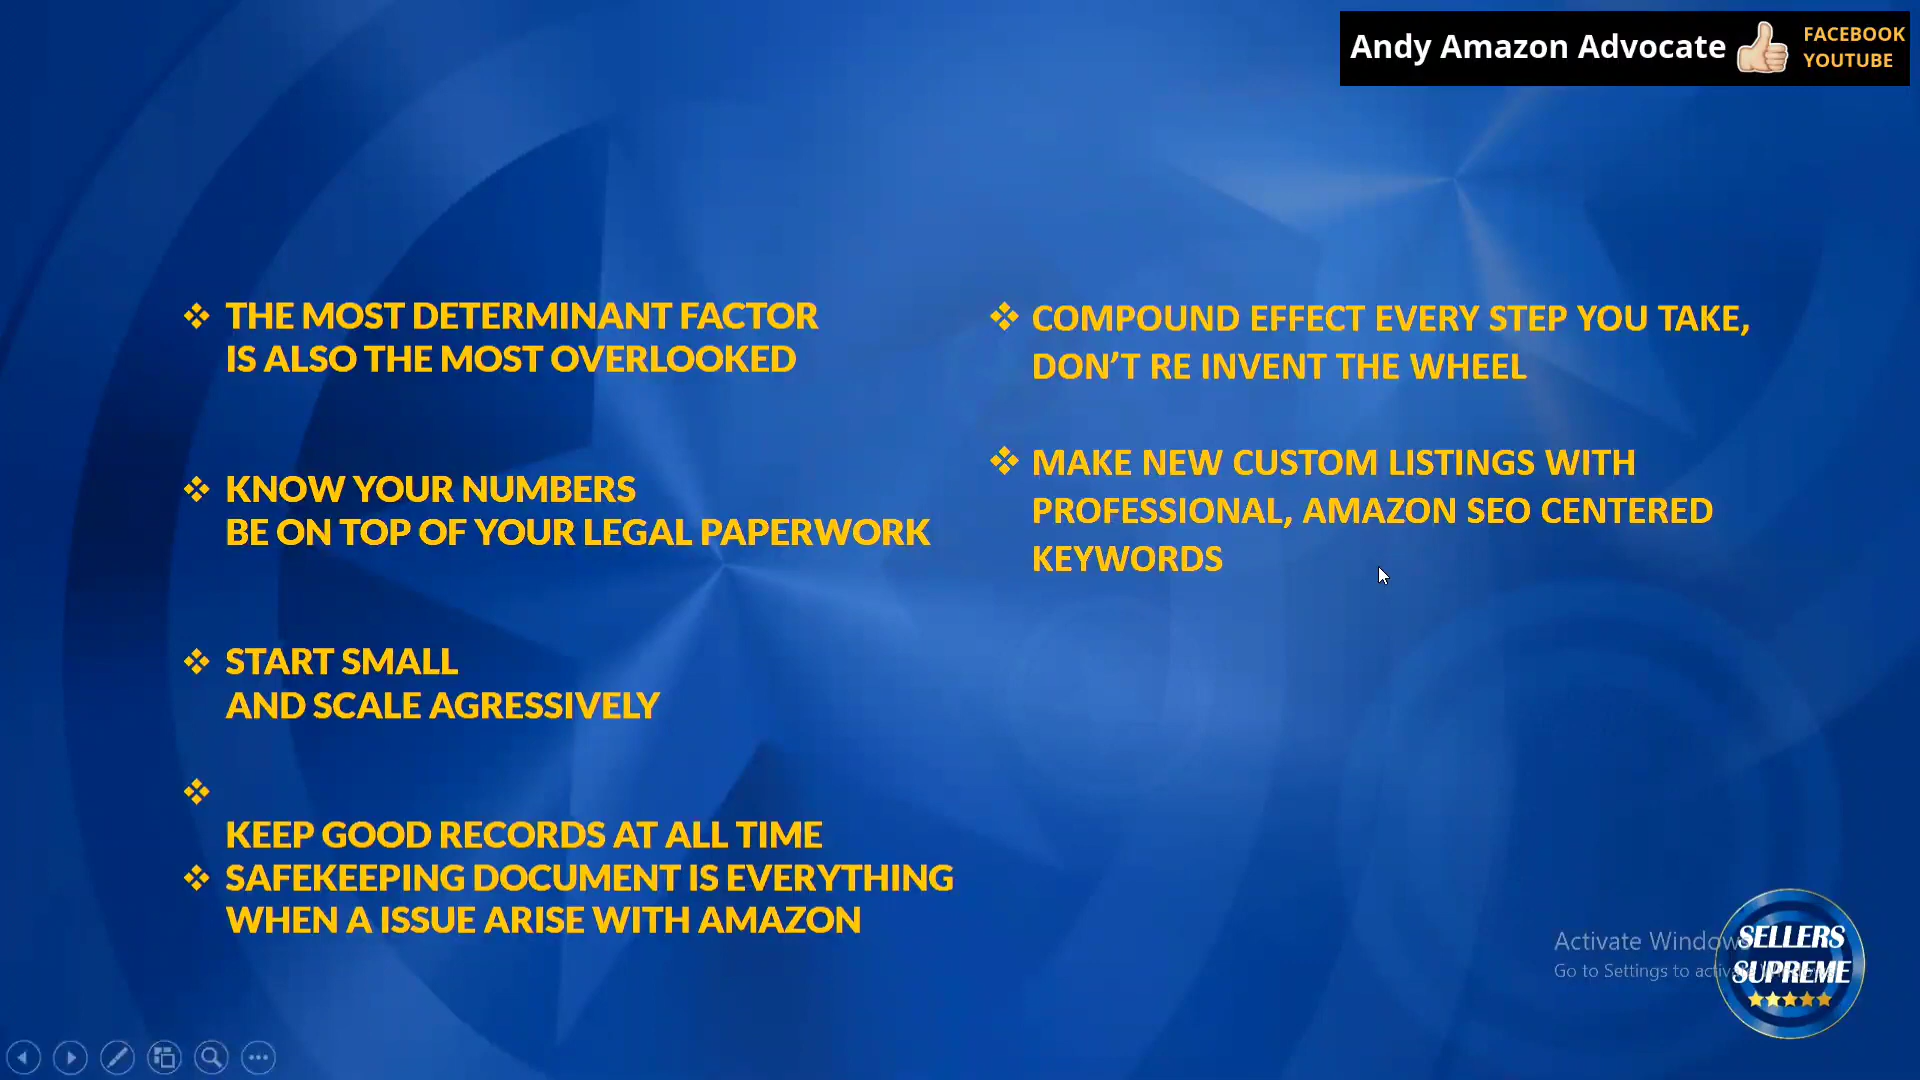 Andy Amazon Advocate
FACEBOOK
YOUTUBE
THE MOST DETERMINANT FACTOR
IS ALSO THE MOST OVERLOOKED
KNOW YOUR NUMBERS
BE ON TOP OF YOUR LEGAL PAPERWORK
START SMALL
AND SCALE AGRESSIVELY
KEEP GOOD RECORDS AT ALL TIME
SAFEKEEPING DOCUMENT IS EVERYTHING
WHEN A ISSUE ARISE WITH AMAZON
COMPOUND EFFECT EVERY STEP YOU TAKE,
DON’T RE INVENT THE WHEEL
MAKE NEW CUSTOM LISTINGS WITH
PROFESSIONAL, AMAZON SEO CENTERED
KEYWORDS
Activate Windows
Go to Settings to activate
SELLERS
SUPREME